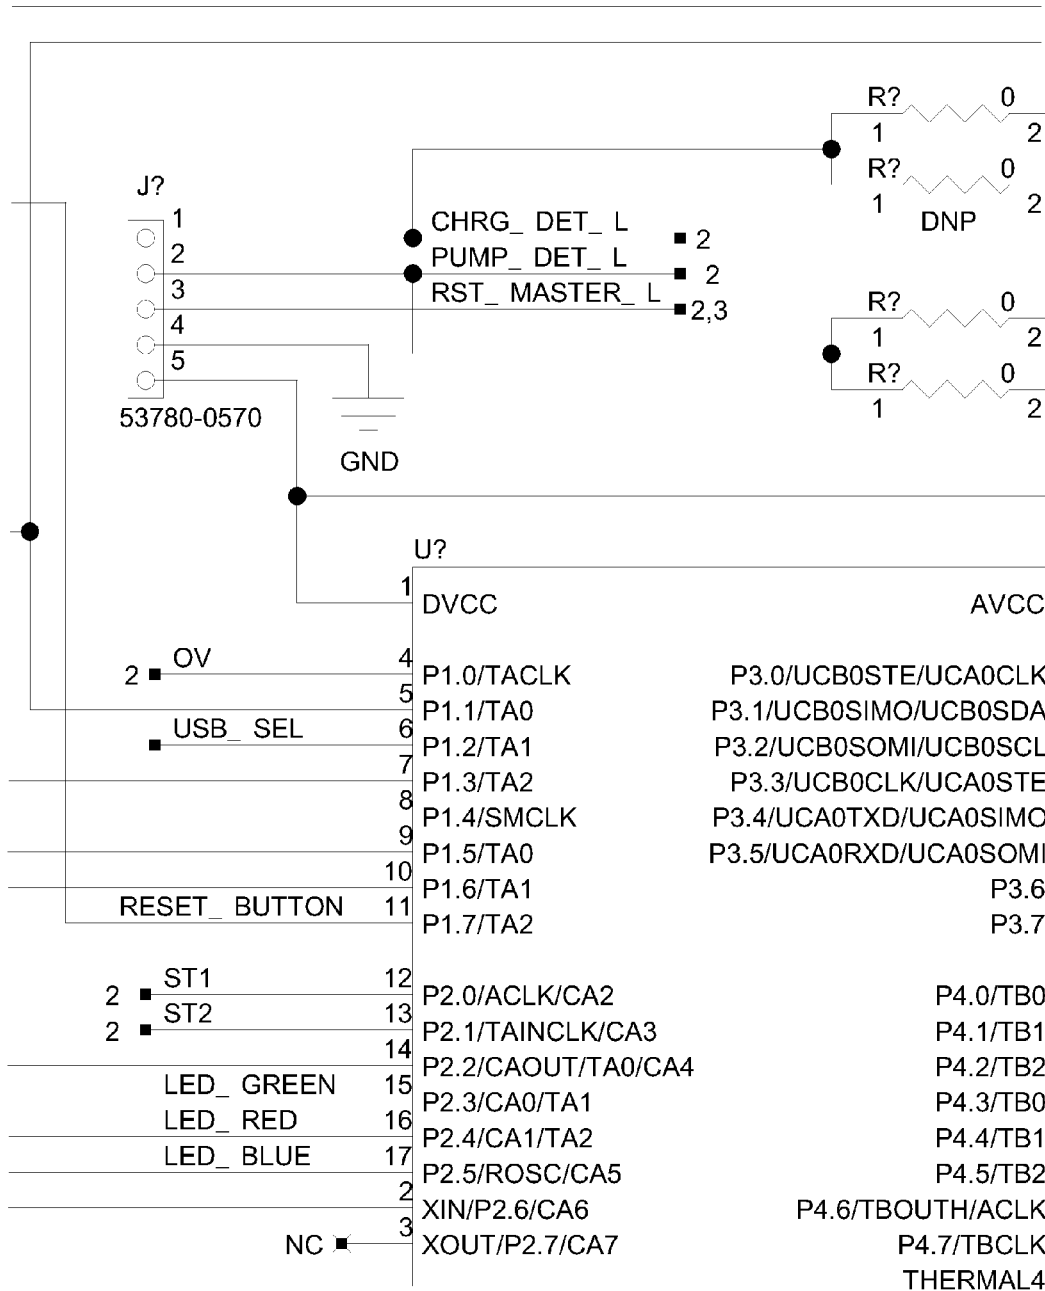 R? 0
1 2
R? 0
1 DNP 2
J?
1
CHRG_ DET_ L 2
2
PUMP_ DET_ L 2
3
RST_ MASTER_ L 2,3
4
5
53780-0570
GND
R? 0
1 2
R? 0
1 2
U?
1
DVCC AVCC
2 OV 4
P1.0/TACLK P3.0/UCB0STE/UCA0CLK
5
P1.1/TA0 P3.1/UCB0SIMO/UCB0SDA
USB_ SEL 6
P1.2/TA1 P3.2/UCB0SOMI/UCB0SCL
7
P1.3/TA2 P3.3/UCB0CLK/UCA0STE
8
P1.4/SMCLK P3.4/UCA0TXD/UCA0SIMO
9
P1.5/TA0 P3.5/UCA0RXD/UCA0SOMI
10
P1.6/TA1 P3.6
RESET_ BUTTON 11
P1.7/TA2 P3.7
2 ST1 12
P2.0/ACLK/CA2 P4.0/TB0
2 ST2 13
P2.1/TAINCLK/CA3 P4.1/TB1
14
P2.2/CAOUT/TA0/CA4 P4.2/TB2
LED_ GREEN 15
P2.3/CA0/TA1 P4.3/TB0
LED_ RED 16
P2.4/CA1/TA2 P4.4/TB1
LED_ BLUE 17
P2.5/ROSC/CA5 P4.5/TB2
2
XIN/P2.6/CA6 P4.6/TBOUTH/ACLK
3
NC XOUT/P2.7/CA7 P4.7/TBCLK
THERMAL4